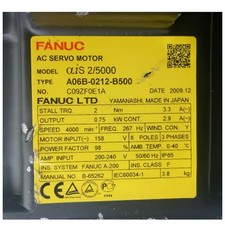 FANUC
AC SERVO MOTOR
MODEL αiS 2/5000
TYPE A06B-0212-B500
NO. C09ZF0E1A DATE 2009.12
FANUC LTD YAMANASHI, MADE IN JAPAN
STALL TRQ. 2 Nm 3.3 A(~)
OUTPUT 0.75 kW CONT 2.9 A(~)
SPEED 4000 min⁻¹ FREQ. 267 Hz WIND. CON Y
MOTOR INPUT(~) 158 V 8 POLES 3 PHASES
POWER FACTOR 98 % AMB. TEMP. 0-40 °C
AMP. INPUT (~) 200-240 V 50/60 Hz IP65
INS. SYSTEM FANUC A-200 INS. CLASS F
MANUAL B-65262 IEC60034-1 3.8 kg